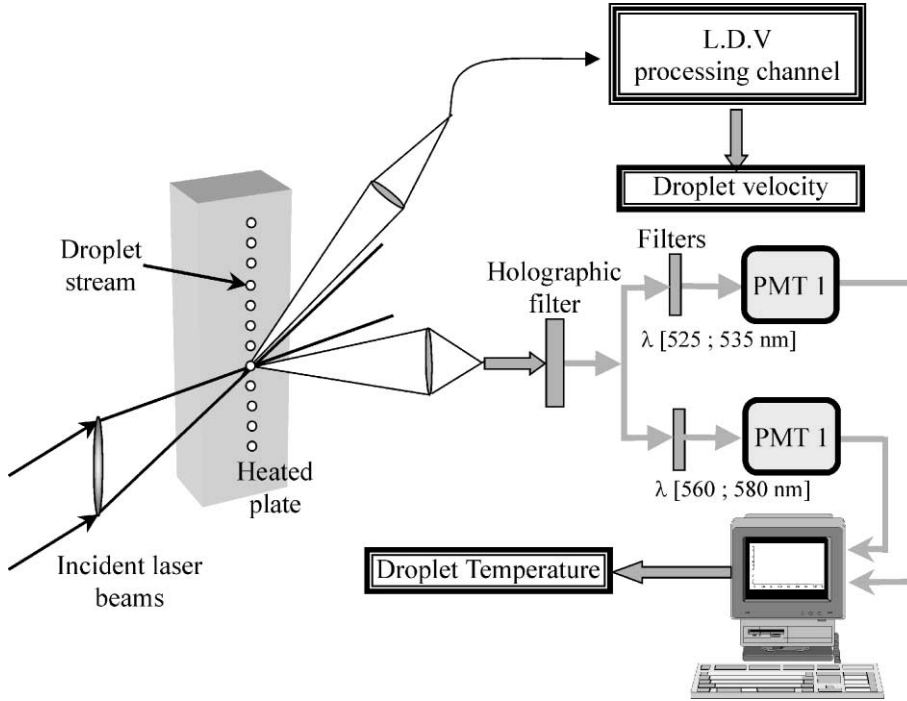 L.D.V
processing channel
Droplet velocity
Droplet
stream
Holographic
filter
Filters
PMT 1
λ [525 ; 535 nm]
PMT 1
λ [560 ; 580 nm]
Heated
plate
Incident laser
beams
Droplet Temperature